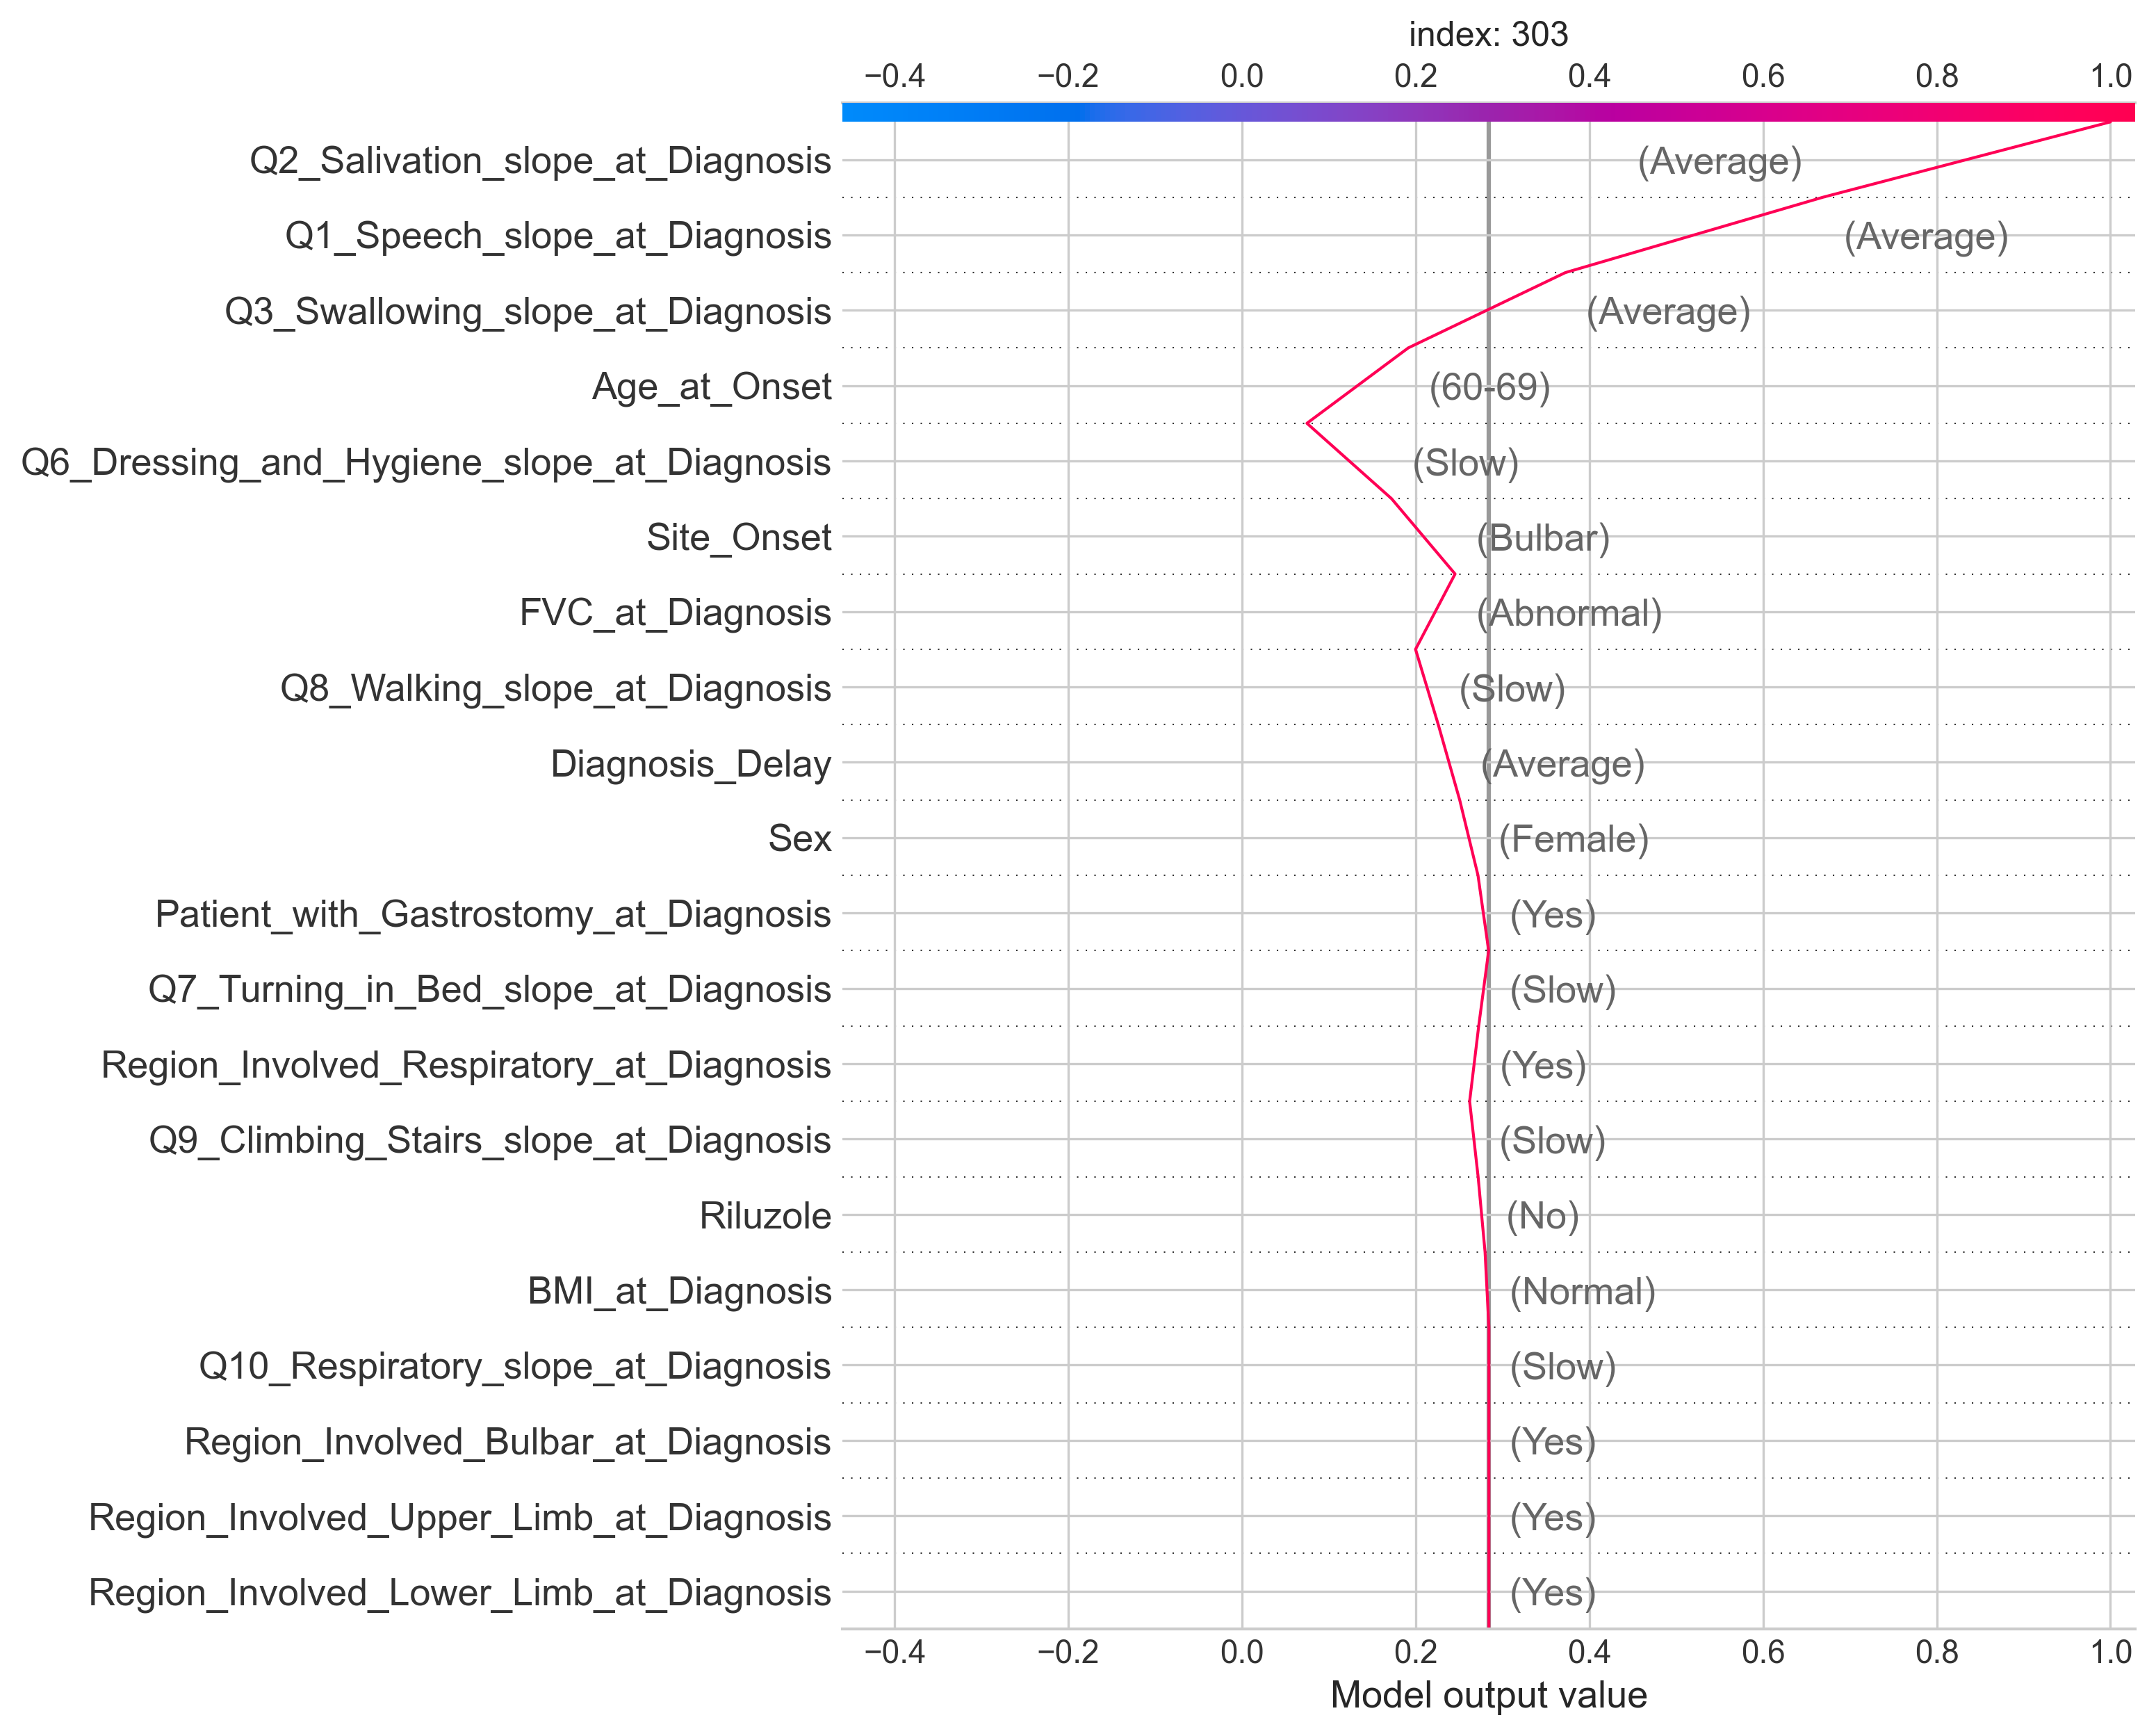 index: 303
−0.4 −0.2 0.0 0.2 0.4 0.6 0.8 1.0
Q2_Salivation_slope_at_Diagnosis (Average)
Q1_Speech_slope_at_Diagnosis (Average)
Q3_Swallowing_slope_at_Diagnosis (Average)
Age_at_Onset (60-69)
Q6_Dressing_and_Hygiene_slope_at_Diagnosis (Slow)
Site_Onset (Bulbar)
FVC_at_Diagnosis (Abnormal)
Q8_Walking_slope_at_Diagnosis (Slow)
Diagnosis_Delay (Average)
Sex (Female)
Patient_with_Gastrostomy_at_Diagnosis (Yes)
Q7_Turning_in_Bed_slope_at_Diagnosis (Slow)
Region_Involved_Respiratory_at_Diagnosis (Yes)
Q9_Climbing_Stairs_slope_at_Diagnosis (Slow)
Riluzole (No)
BMI_at_Diagnosis (Normal)
Q10_Respiratory_slope_at_Diagnosis (Slow)
Region_Involved_Bulbar_at_Diagnosis (Yes)
Region_Involved_Upper_Limb_at_Diagnosis (Yes)
Region_Involved_Lower_Limb_at_Diagnosis (Yes)
−0.4 −0.2 0.0 0.2 0.4 0.6 0.8 1.0
Model output value